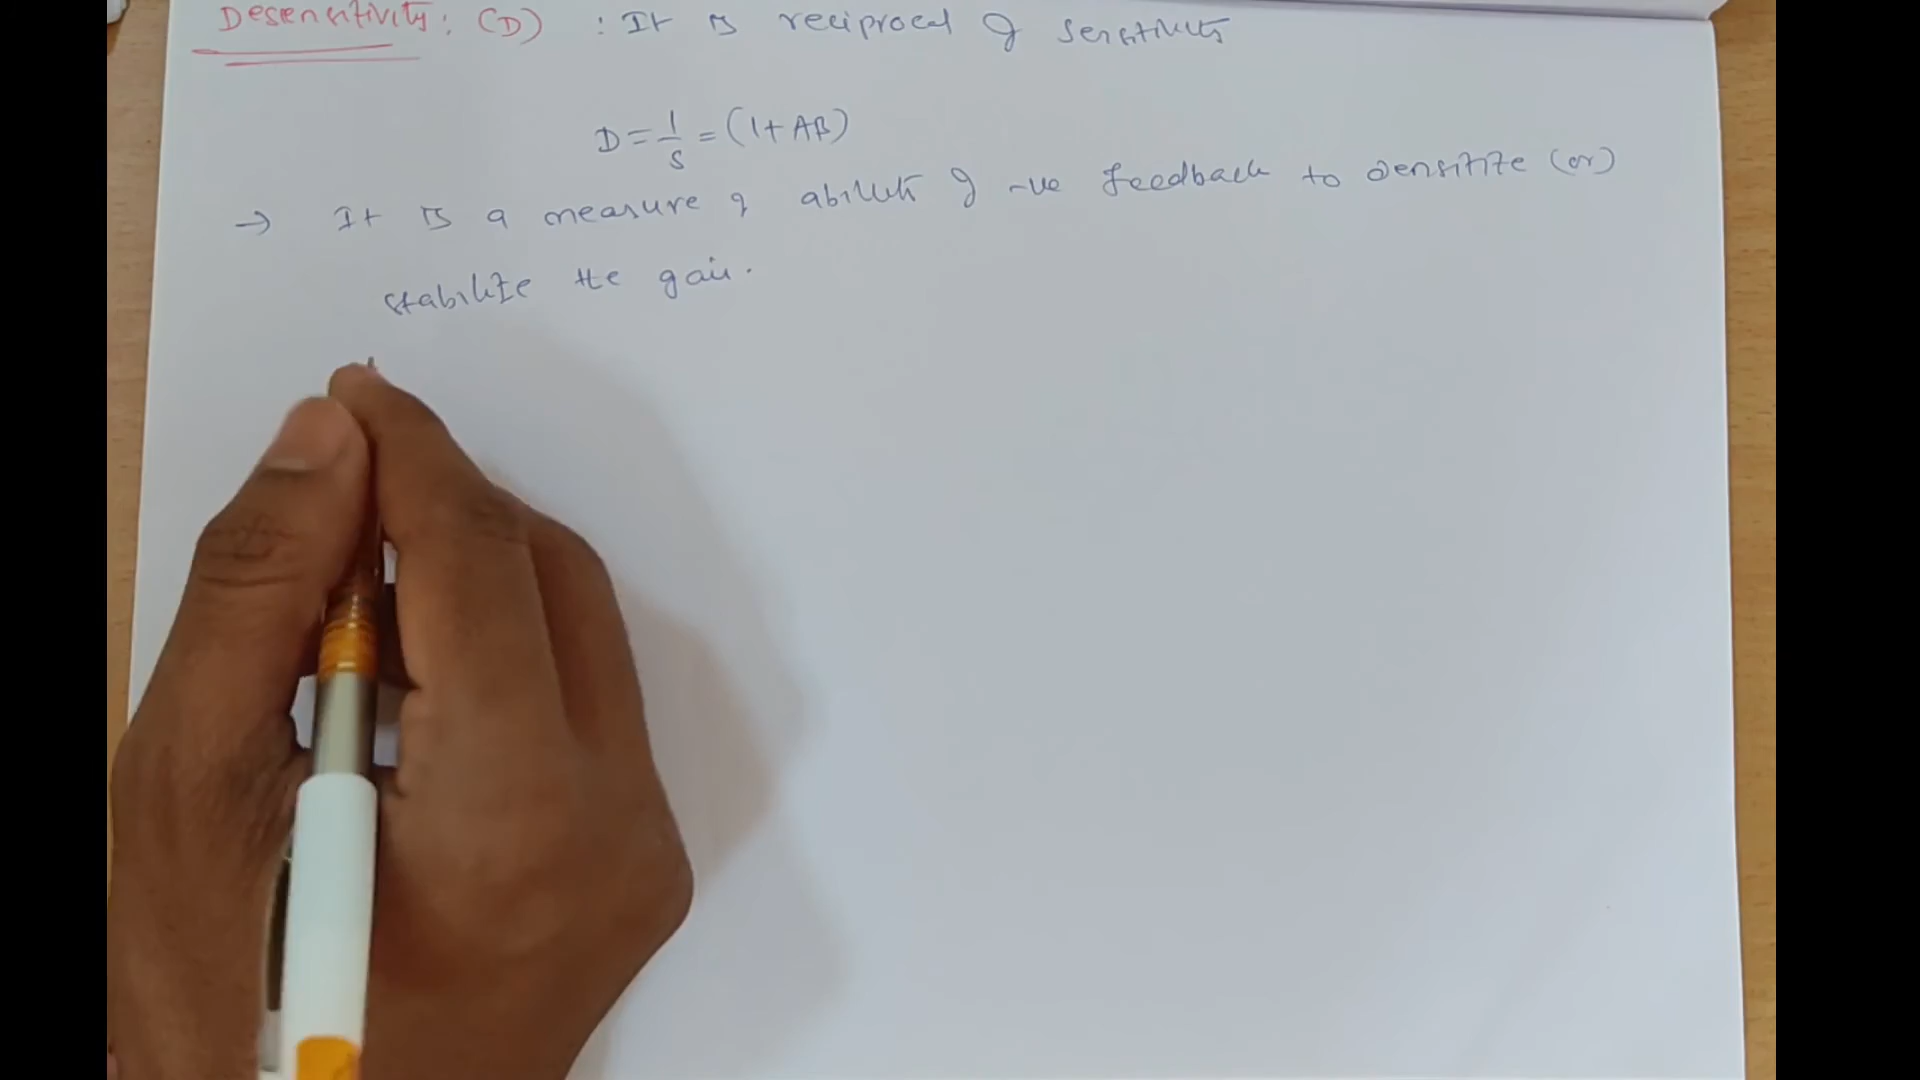 Desensitivity: (D) : It is reciprocal of sensitivity
D = 1/S = (1+Aβ)
→ It is a measure of ability of -ve feedback to densitize (or)
stabilize the gain.